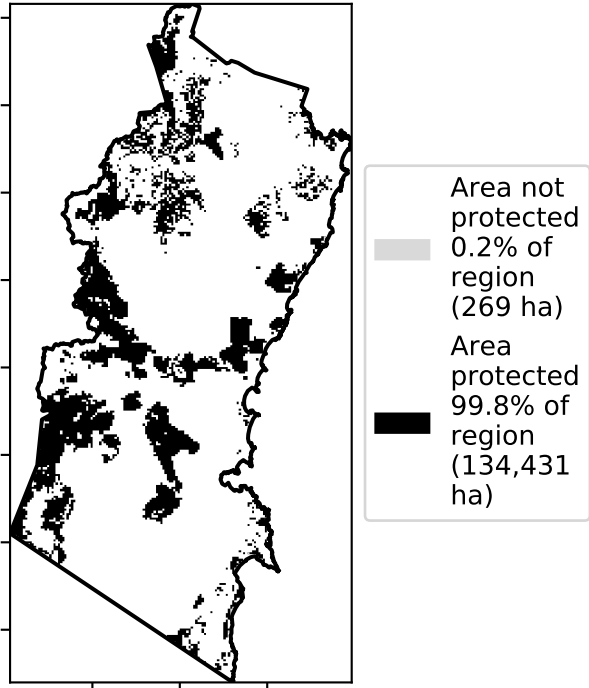 Area not
protected
0.2% of
region
(269 ha)
Area
protected
99.8% of
region
(134,431
ha)